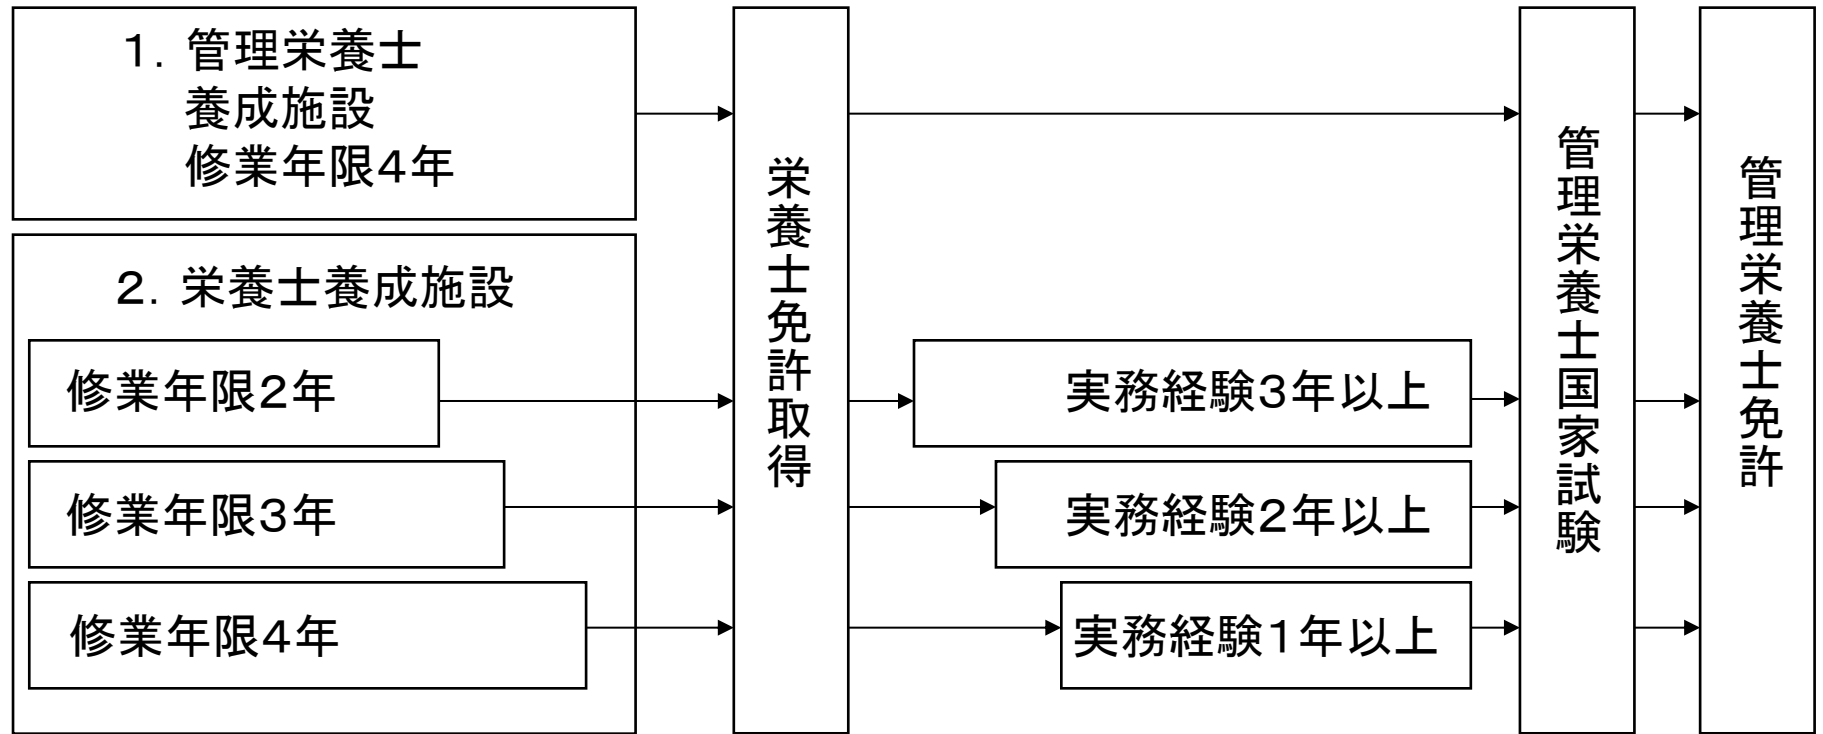 １．管理栄養士
養成施設
修業年限４年
２．栄養士養成施設
修業年限２年
修業年限３年
修業年限４年
栄養士免許取得
実務経験３年以上
実務経験２年以上
実務経験１年以上
管理栄養士国家試験
管理栄養士免許